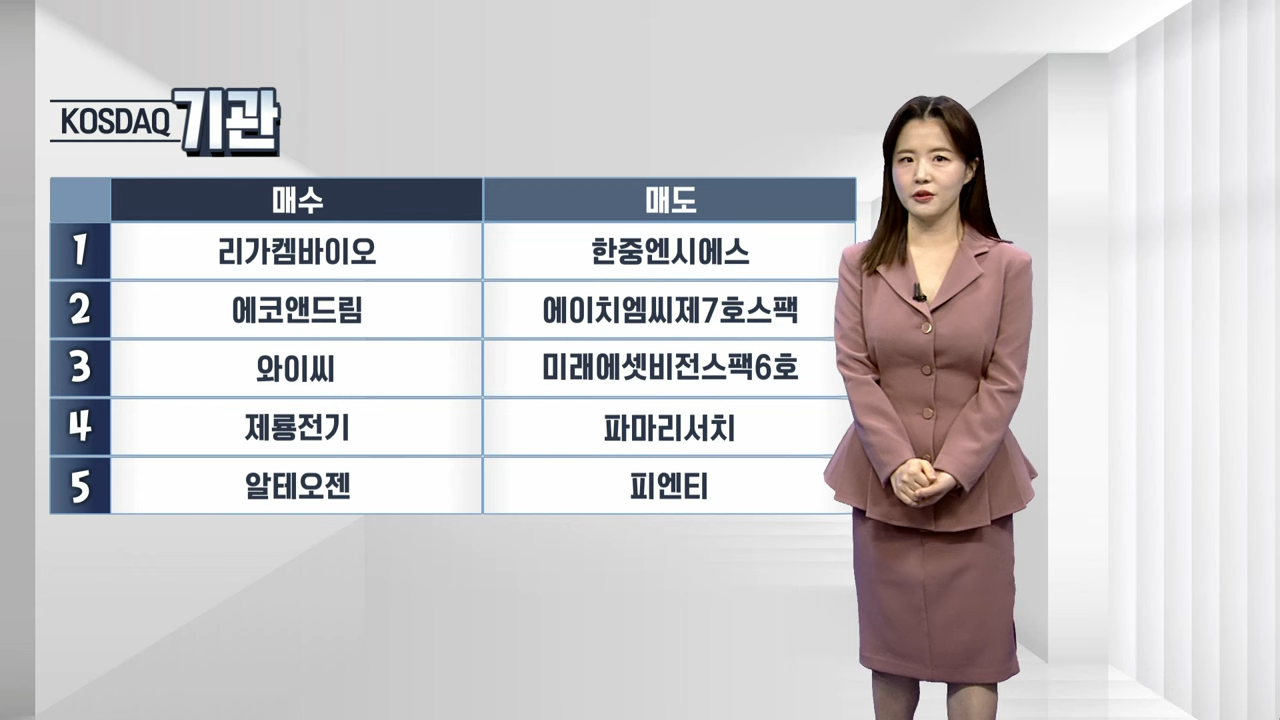 KOSDAQ 기관
매수 매도
1 리가켐바이오 한중엔시에스
2 에코앤드림 에이치엠씨제7호스팩
3 와이씨 미래에셋비전스팩6호
4 제룡전기 파마리서치
5 알테오젠 피엔티